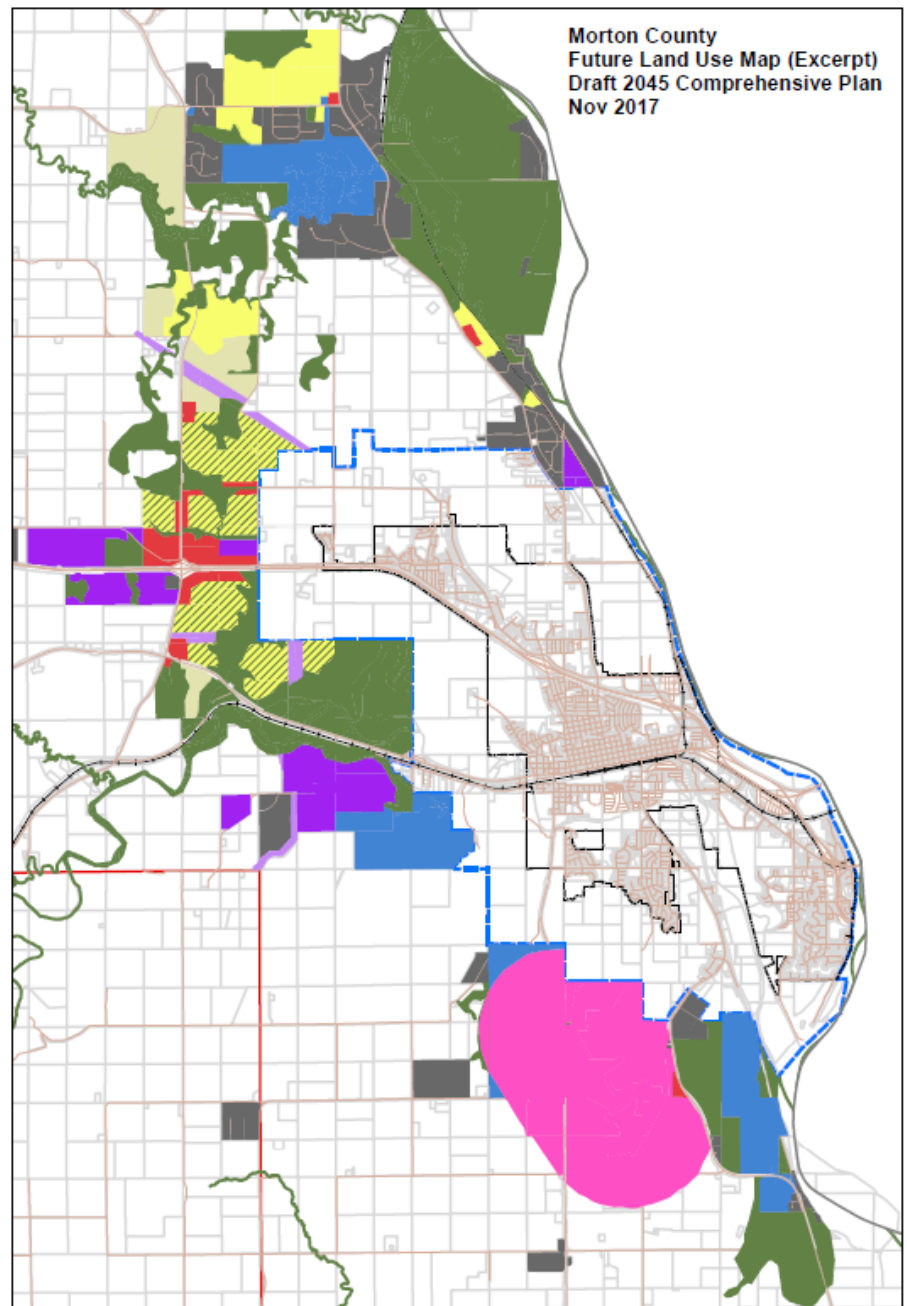 Morton County
Future Land Use Map (Excerpt)
Draft 2045 Comprehensive Plan
Nov 2017